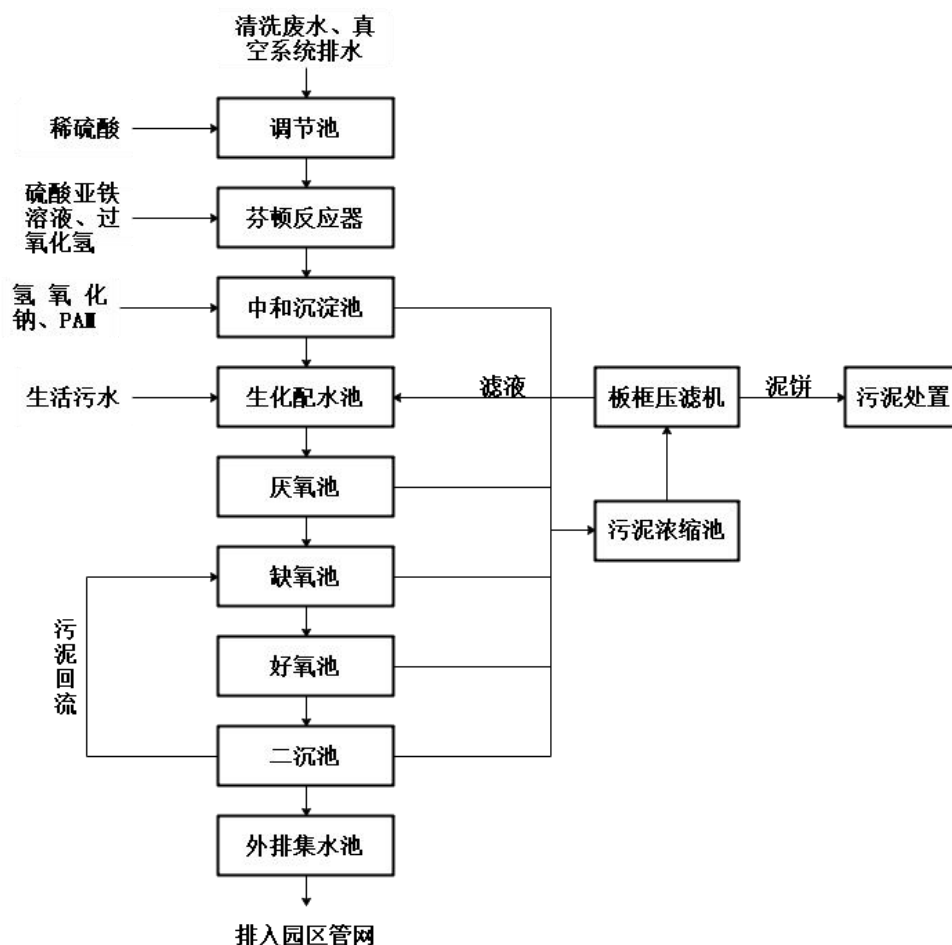 清洗废水、真
空系统排水
稀硫酸
调节池
硫酸亚铁
溶液、过
氧化氢
芬顿反应器
氢氧化
钠、PAM
中和沉淀池
生活污水
生化配水池
滤液
板框压滤机
泥饼
污泥处置
厌氧池
污泥浓缩池
缺氧池
污泥回流
好氧池
二沉池
外排集水池
排入园区管网